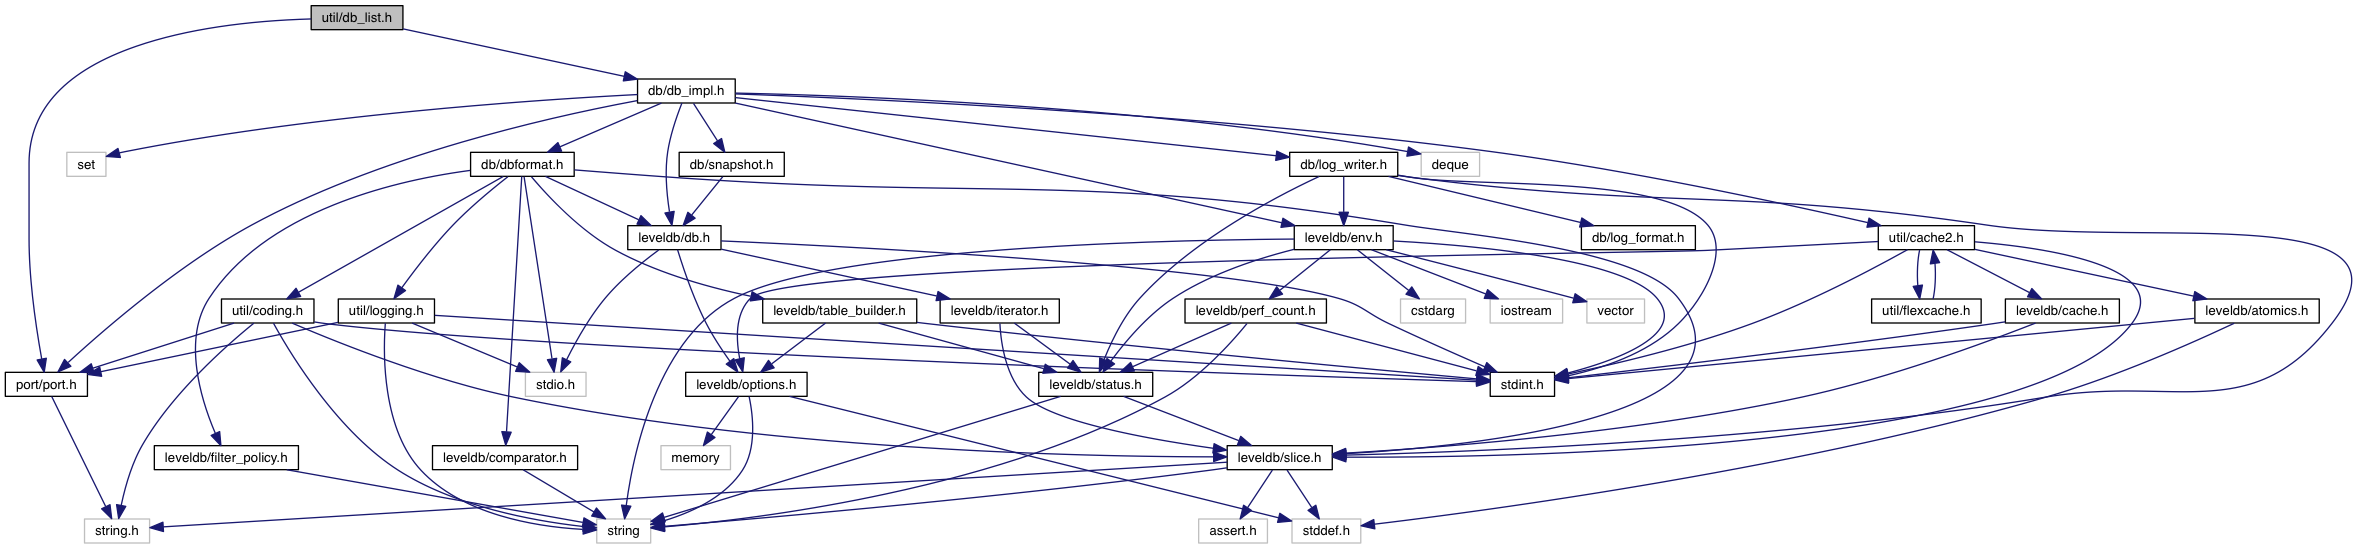 util/db_list.h
db/db_impl.h
set
db/dbformat.h
db/snapshot.h
db/log_writer.h
deque
leveldb/db.h
leveldb/env.h
db/log_format.h
util/cache2.h
util/coding.h
util/logging.h
leveldb/table_builder.h
leveldb/iterator.h
leveldb/perf_count.h
cstdarg
iostream
vector
util/flexcache.h
leveldb/cache.h
leveldb/atomics.h
port/port.h
stdio.h
leveldb/options.h
leveldb/status.h
stdint.h
leveldb/filter_policy.h
leveldb/comparator.h
memory
leveldb/slice.h
string.h
string
assert.h
stddef.h